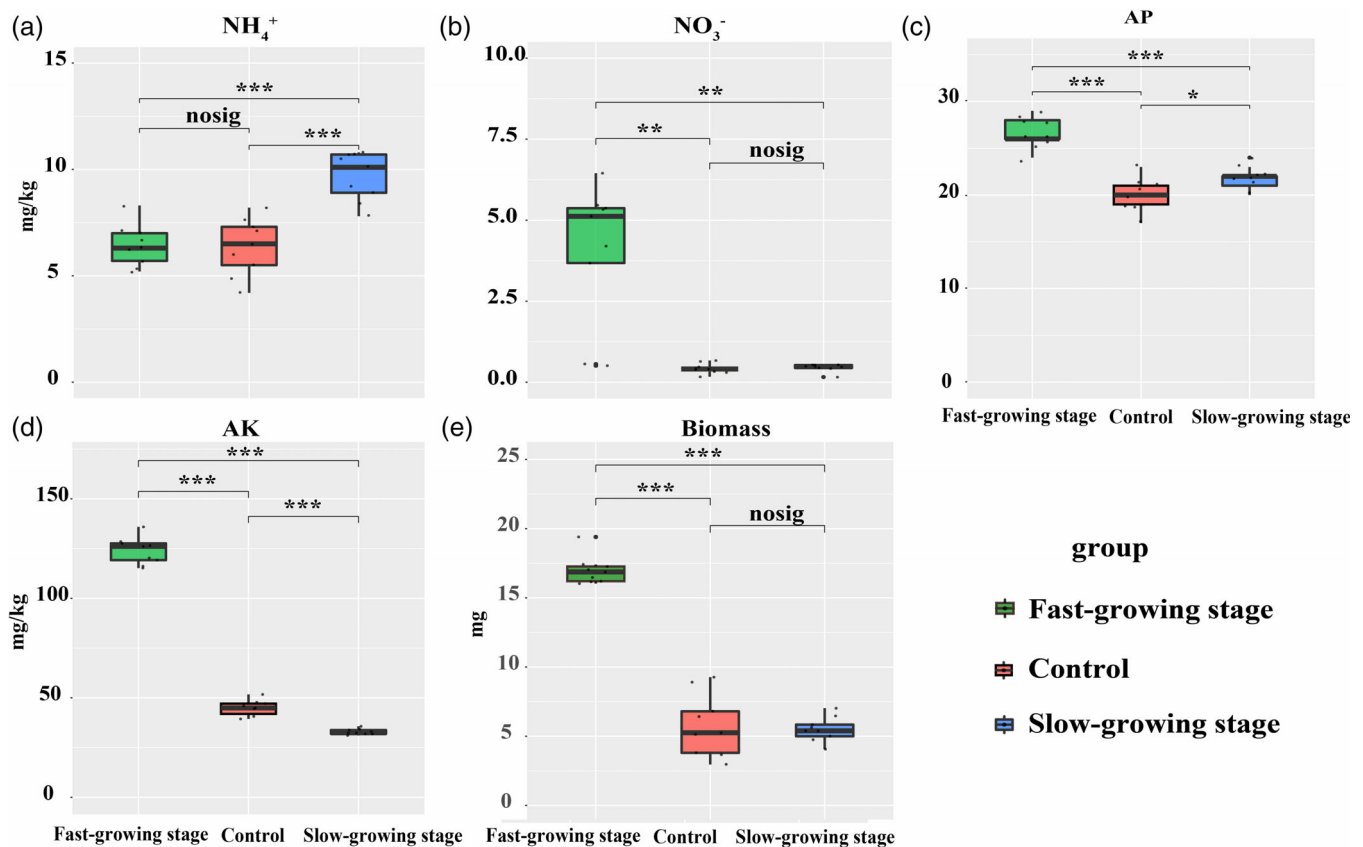 (a)
NH₄⁺
15
10
5
0
mg/kg
***
nosig
***
(b)
NO₃⁻
10.0
7.5
5.0
2.5
0.0
**
**
nosig
(c)
AP
30
20
10
0
***
***
*
Fast-growing stage Control Slow-growing stage
(d)
AK
150
100
50
0
mg/kg
***
***
***
Fast-growing stage Control Slow-growing stage
(e)
Biomass
25
20
15
10
5
0
mg
***
***
nosig
Fast-growing stage Control Slow-growing stage
group
Fast-growing stage
Control
Slow-growing stage